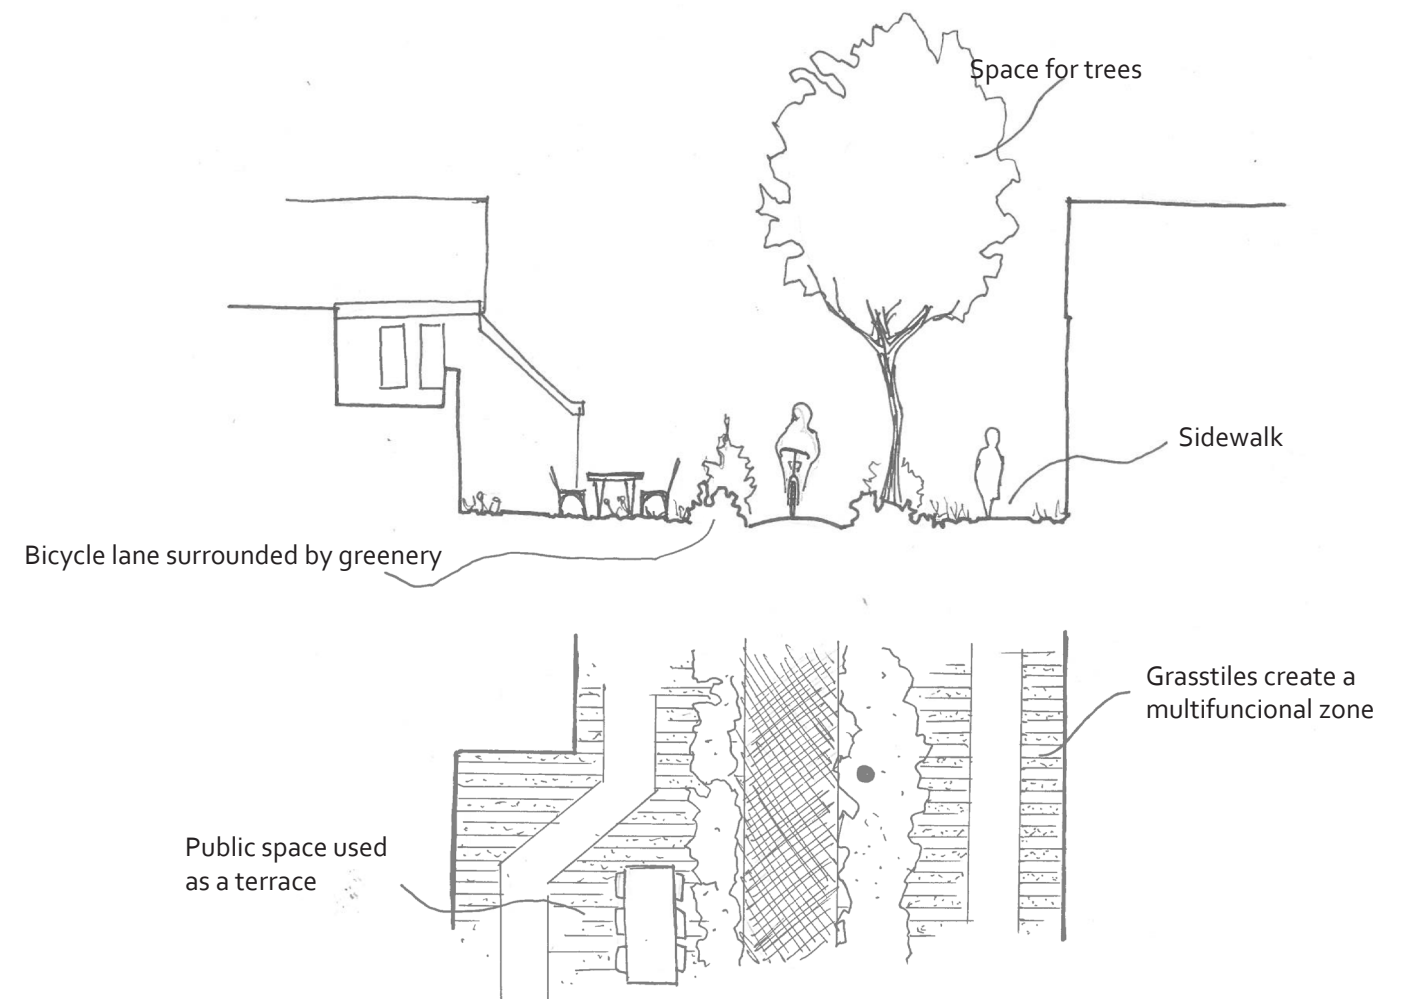 Space for trees
Sidewalk
Bicycle lane surrounded by greenery
Grasstiles create a
multifuncional zone
Public space used
as a terrace